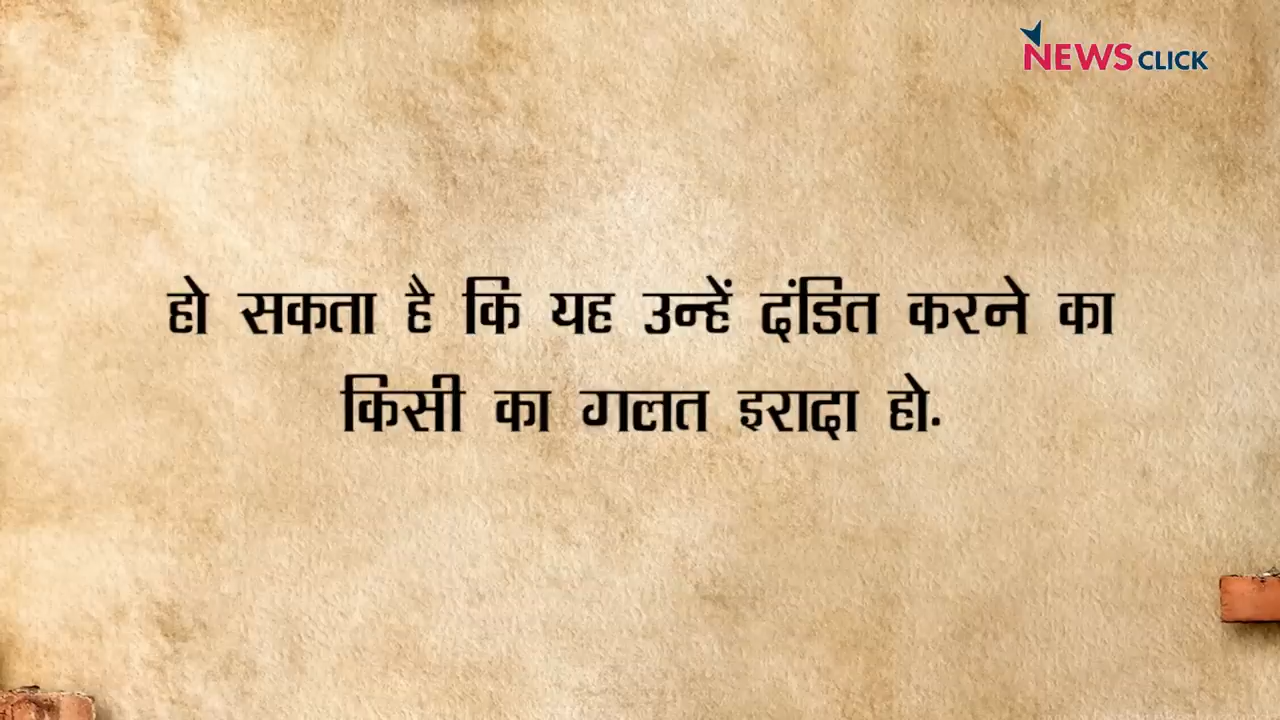 NEWS CLICK
हो सकता है कि यह उन्हें दंडित करने का
किसी का गलत इरादा हो.